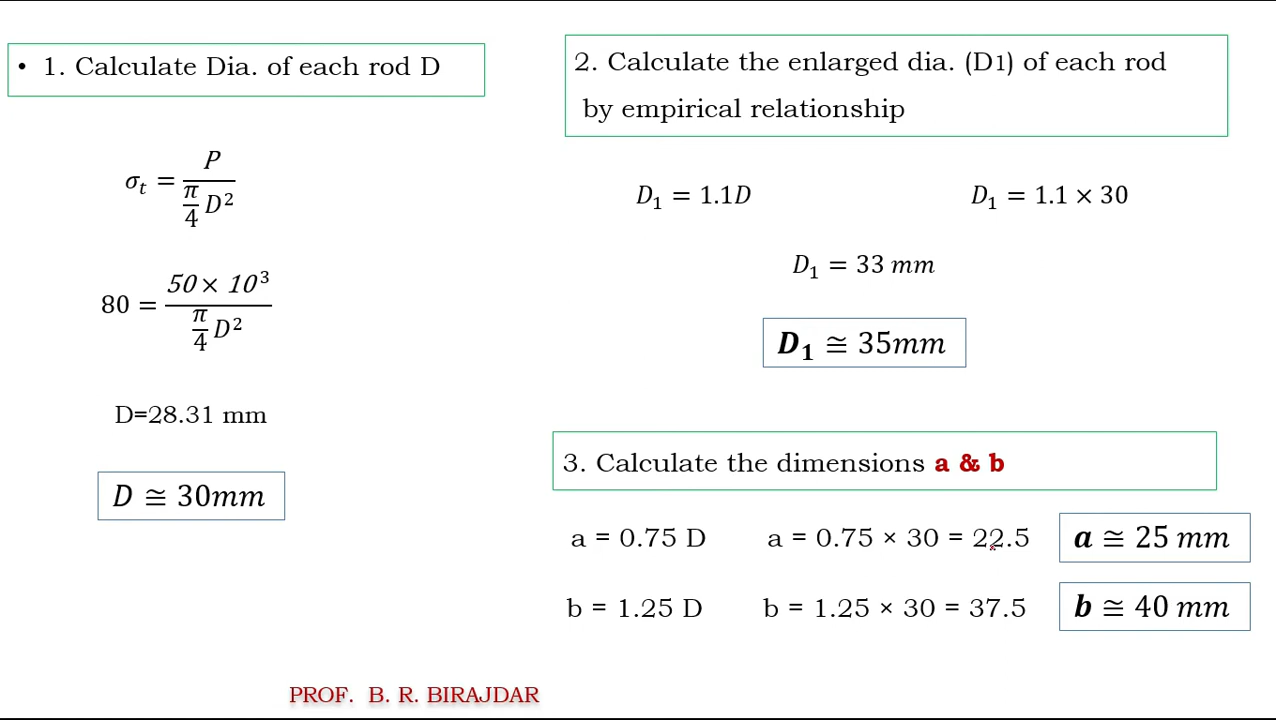 • 1. Calculate Dia. of each rod D
σₜ = P / (π/4 D²)
80 = 50 × 10³ / (π/4 D²)
D=28.31 mm
D ≅ 30mm
2. Calculate the enlarged dia. (D1) of each rod
by empirical relationship
D₁ = 1.1D D₁ = 1.1 × 30
D₁ = 33 mm
D₁ ≅ 35mm
3. Calculate the dimensions a & b
a = 0.75 D a = 0.75 × 30 = 22.5 a ≅ 25 mm
b = 1.25 D b = 1.25 × 30 = 37.5 b ≅ 40 mm
PROF. B. R. BIRAJDAR